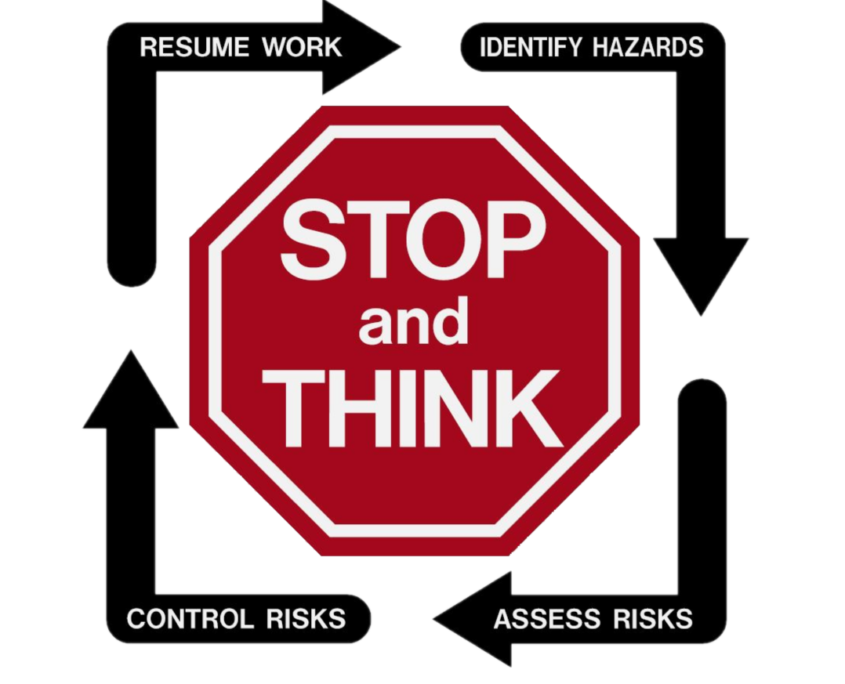 RESUME WORK
IDENTIFY HAZARDS
STOP
and
THINK
CONTROL RISKS
ASSESS RISKS